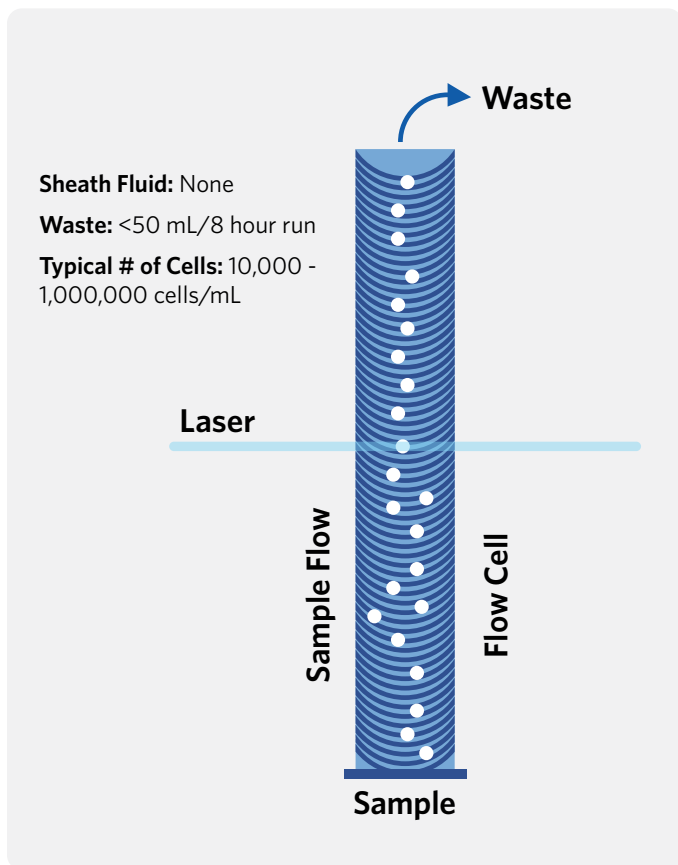 Waste
Sheath Fluid: None
Waste: <50 mL/8 hour run
Typical # of Cells: 10,000 -
1,000,000 cells/mL
Laser
Sample Flow
Flow Cell
Sample